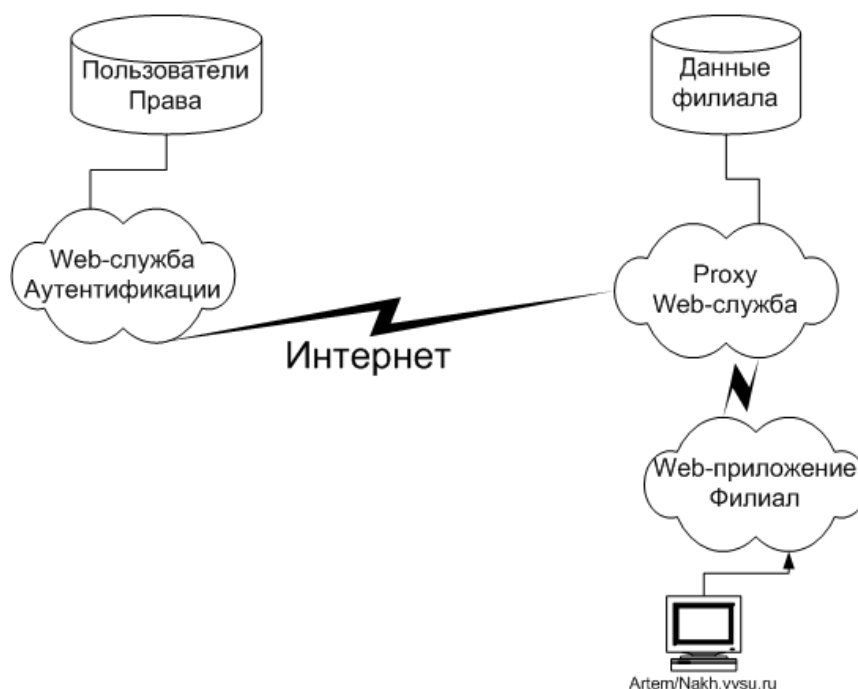 Пользователи
Права
Данные
филиала
Web-служба
Аутентификации
Proxy
Web-служба
Интернет
Web-приложение
Филиал
Artem/Nakh.vvsu.ru